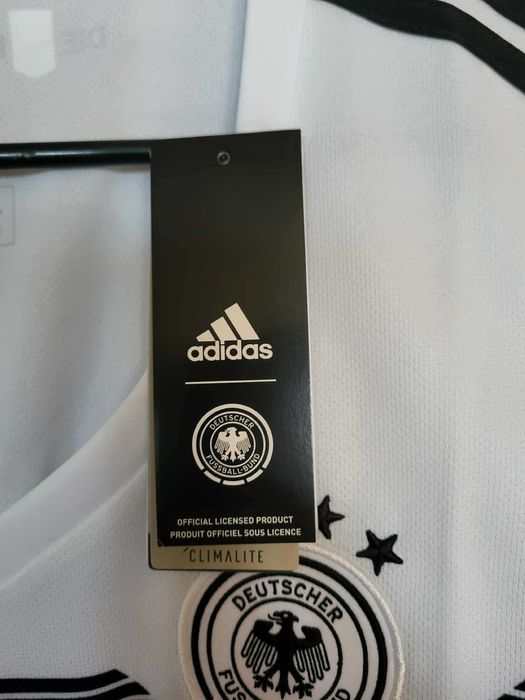 adidas
DEUTSCHER
FUSSBALL-BUND
OFFICIAL LICENSED PRODUCT
PRODUIT OFFICIEL SOUS LICENCE
CLIMALITE
DEUTSCHER